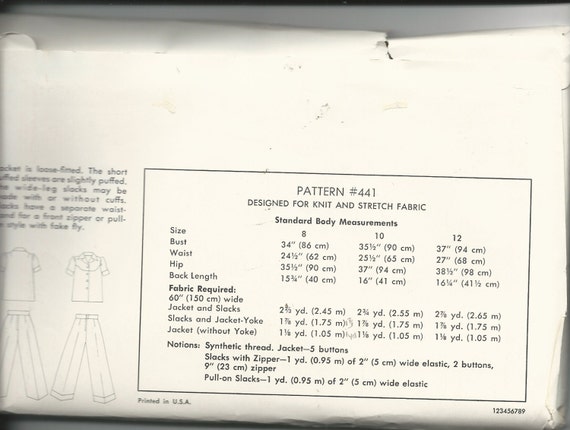 acket is loose-fitted. The short
uffed sleeves are slightly puffed.
he wide-leg slacks may be
ade with or without cuffs.
acks have a separate waist-
and for a front zipper or pull-
n style with fake fly.
PATTERN #441
DESIGNED FOR KNIT AND STRETCH FABRIC
Standard Body Measurements
Size 8 10 12
Bust 34" (86 cm) 35½" (90 cm) 37" (94 cm)
Waist 24½" (62 cm) 25½" (65 cm) 27" (68 cm)
Hip 35½" (90 cm) 37" (94 cm) 38½" (98 cm)
Back Length 15¾" (40 cm) 16" (41 cm) 16¼" (41½ cm)
Fabric Required:
60" (150 cm) wide
Jacket and Slacks yd. (2.45 m) 2¾ yd. (2.55 m) 2⅞ yd. (2.65 m)
Slacks and Jacket-Yoke 1⅞ yd. (1.75 m) 1⅞ yd. (1.75 m) 1⅞ yd. (1.75 m)
Jacket (without Yoke) 1⅛ yd. (1.05 m) 1⅛ yd. (1.05 m) 1⅛ yd. (1.05 m)
Notions: Synthetic thread. Jacket—5 buttons
Slacks with Zipper—1 yd. (0.95 m) of 2" (5 cm) wide elastic, 2 buttons,
9" (23 cm) zipper
Pull-on Slacks—1 yd. (0.95 m) of 2" (5 cm) wide elastic
Printed in U.S.A.
123456789